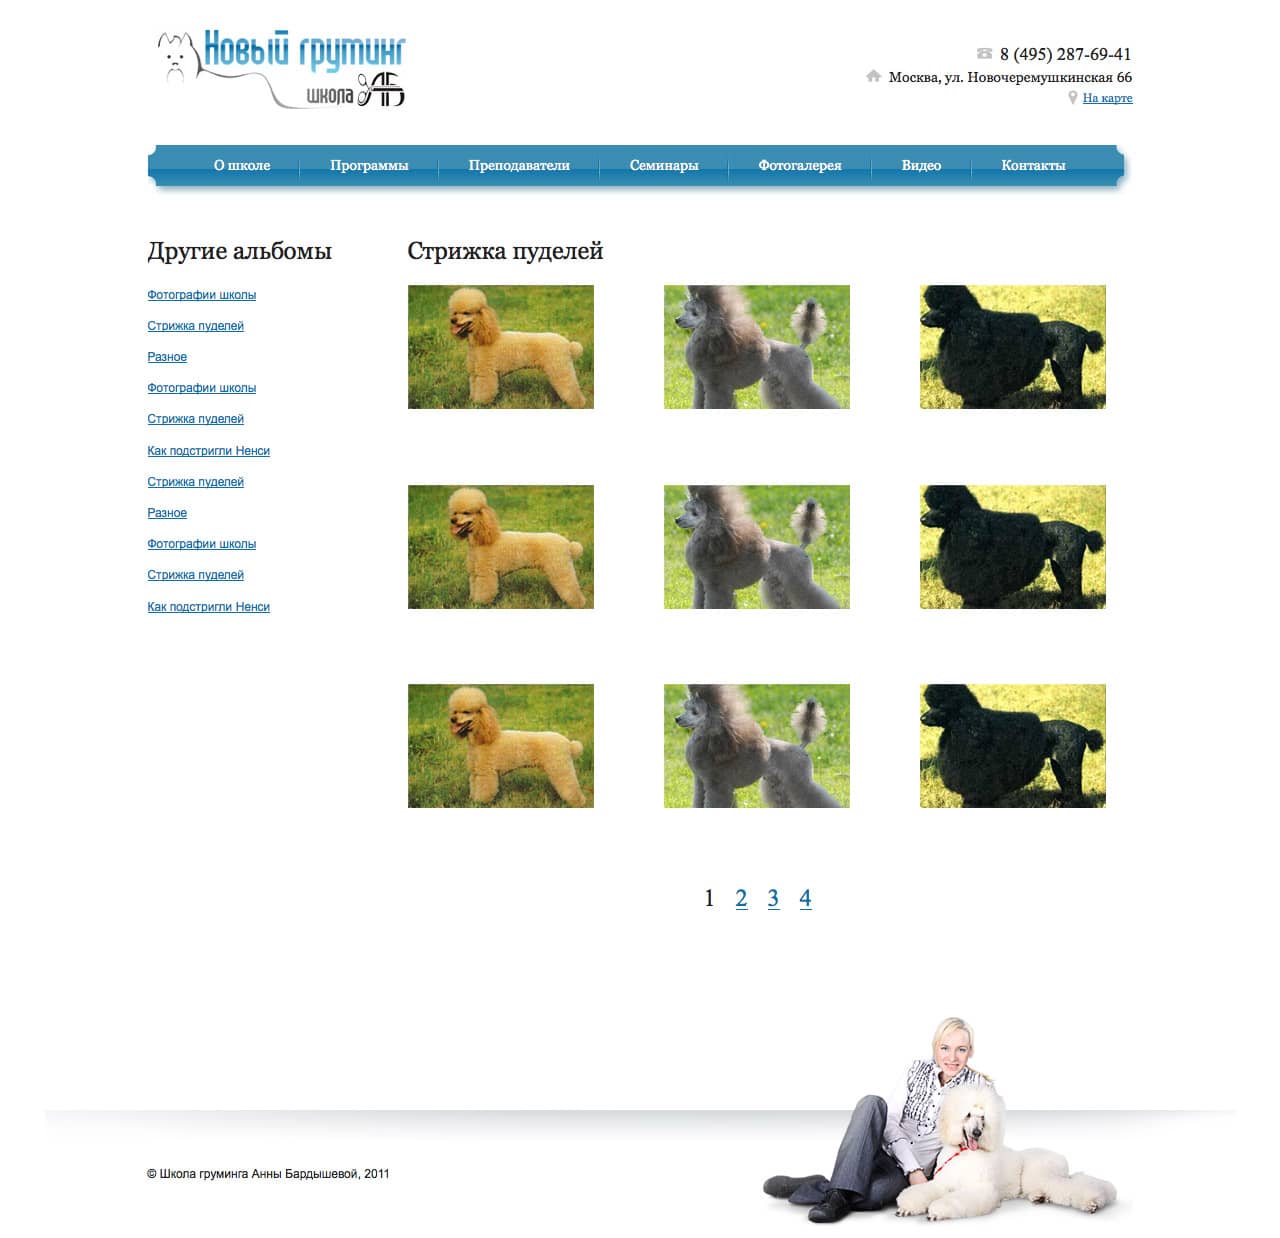 Новый груминг
школа АБ
8 (495) 287-69-41
Москва, ул. Новочеремушкинская 66
На карте
О школе Программы Преподаватели Семинары Фотогалерея Видео Контакты
Другие альбомы
Фотографии школы
Стрижка пуделей
Разное
Фотографии школы
Стрижка пуделей
Как подстригли Ненси
Стрижка пуделей
Разное
Фотографии школы
Стрижка пуделей
Как подстригли Ненси
Стрижка пуделей
1 2 3 4
© Школа груминга Анны Бардышевой, 2011